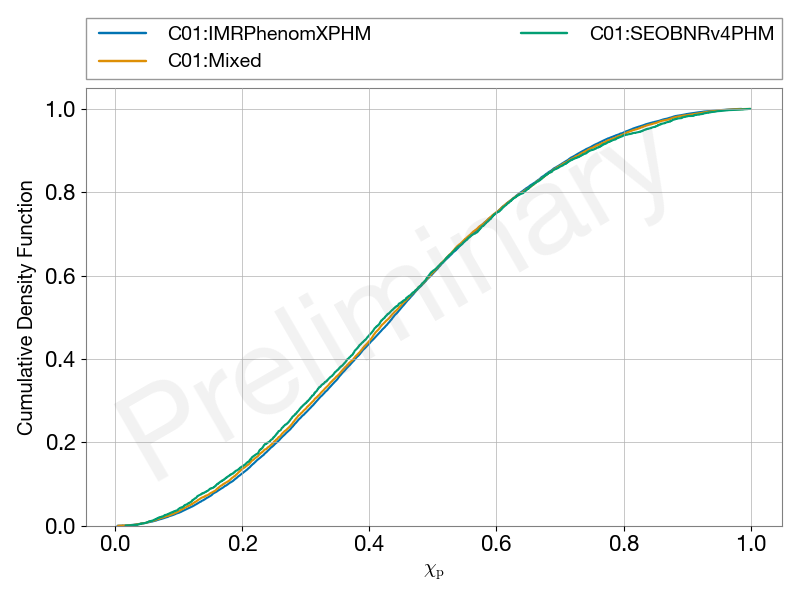 C01:IMRPhenomXPHM C01:SEOBNRv4PHM
C01:Mixed
1.0
0.8
0.6
0.4
0.2
0.0
Cumulative Density Function
Preliminary
0.0 0.2 0.4 0.6 0.8 1.0
χp